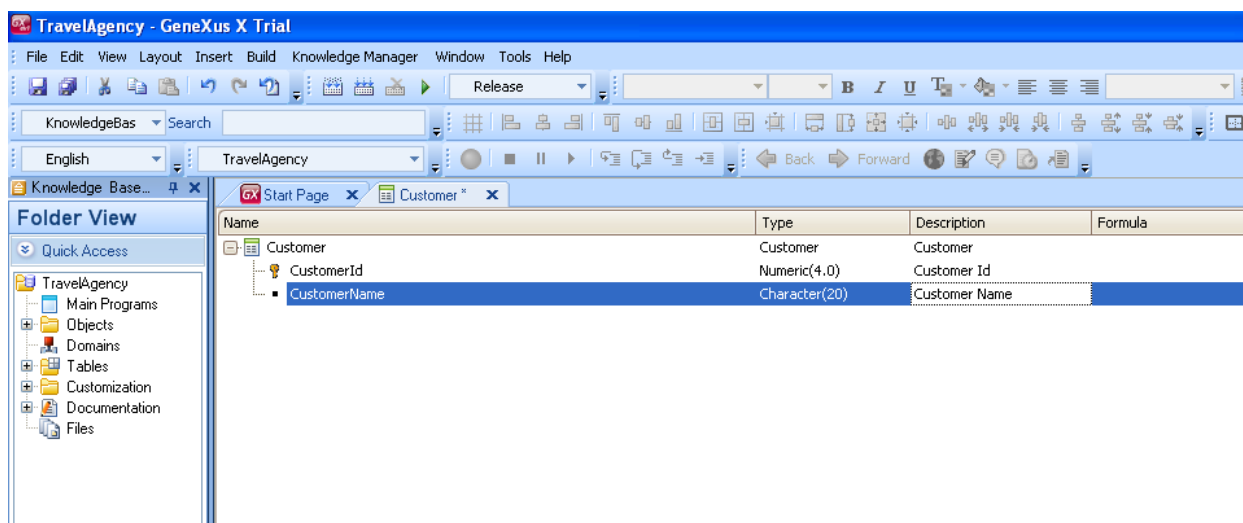 TravelAgency - GeneXus X Trial
File Edit View Layout Insert Build Knowledge Manager Window Tools Help
Release B I U T
KnowledgeBas Search
English TravelAgency Back Forward
Knowledge Base... Start Page Customer*
Folder View Name Type Description Formula
Quick Access Customer Customer Customer
CustomerId Numeric(4.0) Customer Id
TravelAgency CustomerName Character(20) Customer Name
Main Programs
Objects
Domains
Tables
Customization
Documentation
Files